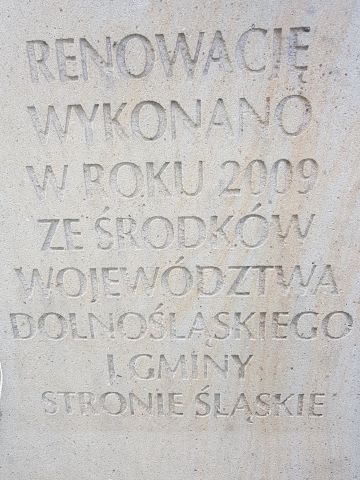 RENOWACJĘ
WYKONANO
W ROKU 2009
ZE ŚRODKÓW
WOJEWÓDZTWA
DOLNOŚLĄSKIEGO
I GMINY
STRONIE ŚLĄSKIE